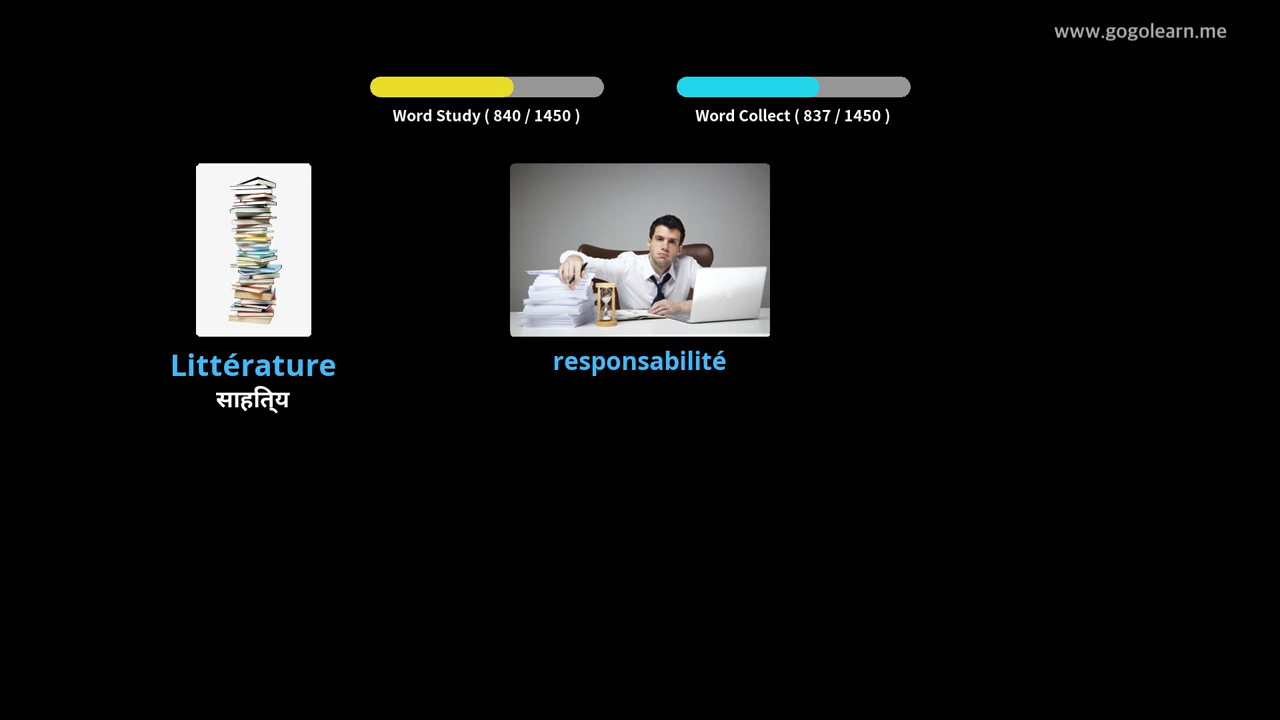 www.gogolearn.me
Word Study ( 840 / 1450 )
Word Collect ( 837 / 1450 )
Littérature
साहित्य
responsabilité